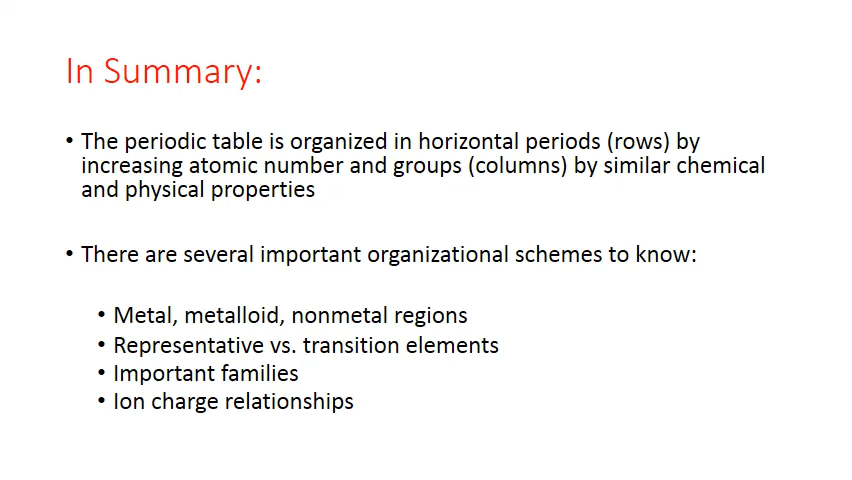 In Summary:
• The periodic table is organized in horizontal periods (rows) by
increasing atomic number and groups (columns) by similar chemical
and physical properties
• There are several important organizational schemes to know:
• Metal, metalloid, nonmetal regions
• Representative vs. transition elements
• Important families
• Ion charge relationships